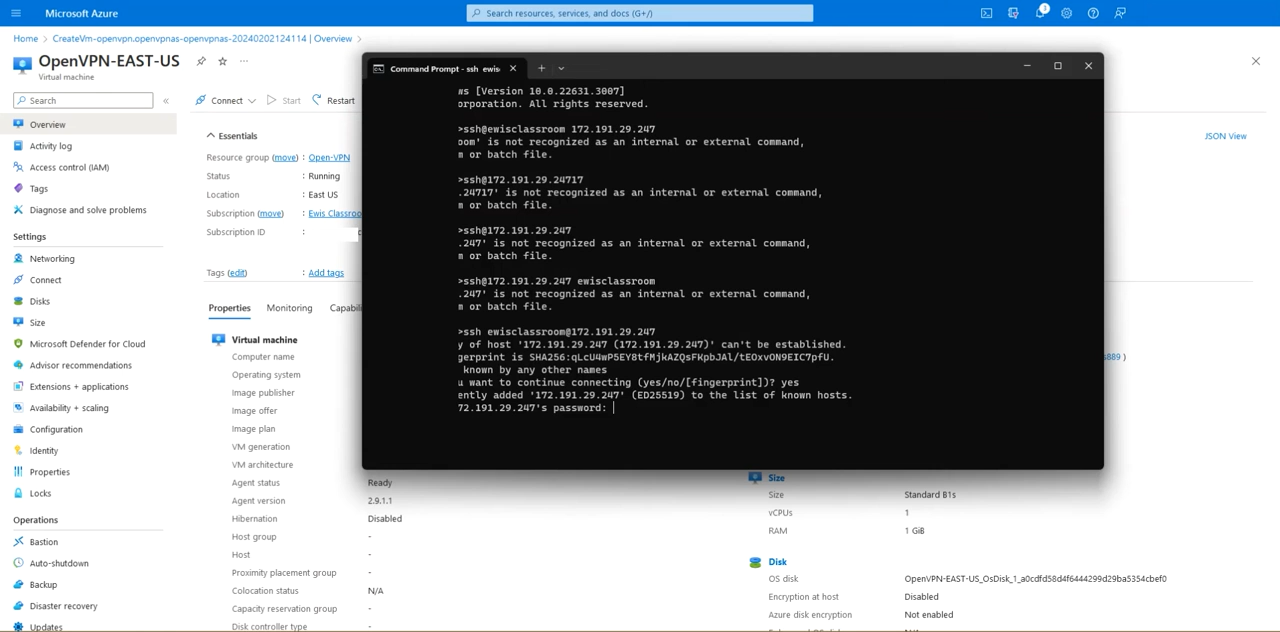 Microsoft Azure
Search resources, services, and docs (G+/)
1
Home > CreateVm-openvpn.openvpnas-openvpnas-20240202124114 | Overview >
OpenVPN-EAST-US
Virtual machine
Search
Connect
Start
Restart
Overview
Activity log
Access control (IAM)
Tags
Diagnose and solve problems
Settings
Networking
Connect
Disks
Size
Microsoft Defender for Cloud
Advisor recommendations
Extensions + applications
Availability + scaling
Configuration
Identity
Properties
Locks
Operations
Bastion
Auto-shutdown
Backup
Disaster recovery
Updates
Essentials
JSON View
Resource group (move) : Open-VPN
Status : Running
Location : East US
Subscription (move) : Ewis Classroo
Subscription ID :
Tags (edit) : Add tags
Properties Monitoring Capabili
Virtual machine
Computer name
Operating system
Image publisher
Image offer
Image plan
VM generation
VM architecture
Agent status Ready
Agent version 2.9.1.1
Hibernation Disabled
Host group -
Host -
Proximity placement group -
Colocation status N/A
Capacity reservation group -
Disk controller type -
Command Prompt - ssh ewis
ws [Version 10.0.22631.3007]
orporation. All rights reserved.
>ssh@ewisclassroom 172.191.29.247
oom' is not recognized as an internal or external command,
m or batch file.
>ssh@172.191.29.24717
.24717' is not recognized as an internal or external command,
m or batch file.
>ssh@172.191.29.247
.247' is not recognized as an internal or external command,
m or batch file.
>ssh@172.191.29.247 ewisclassroom
.247' is not recognized as an internal or external command,
m or batch file.
>ssh ewisclassroom@172.191.29.247
y of host '172.191.29.247 (172.191.29.247)' can't be established.
gerprint is SHA256:qLcU4wP5EY8tfMjkAZQsFKpbJAl/tEOxvON9EIC7pfU.
known by any other names
u want to continue connecting (yes/no/[fingerprint])? yes
ently added '172.191.29.247' (ED25519) to the list of known hosts.
72.191.29.247's password:
s889 )
Size
Size Standard B1s
vCPUs 1
RAM 1 GiB
Disk
OS disk OpenVPN-EAST-US_OsDisk_1_a0cdfd58d4f6444299d29ba5354cbef0
Encryption at host Disabled
Azure disk encryption Not enabled